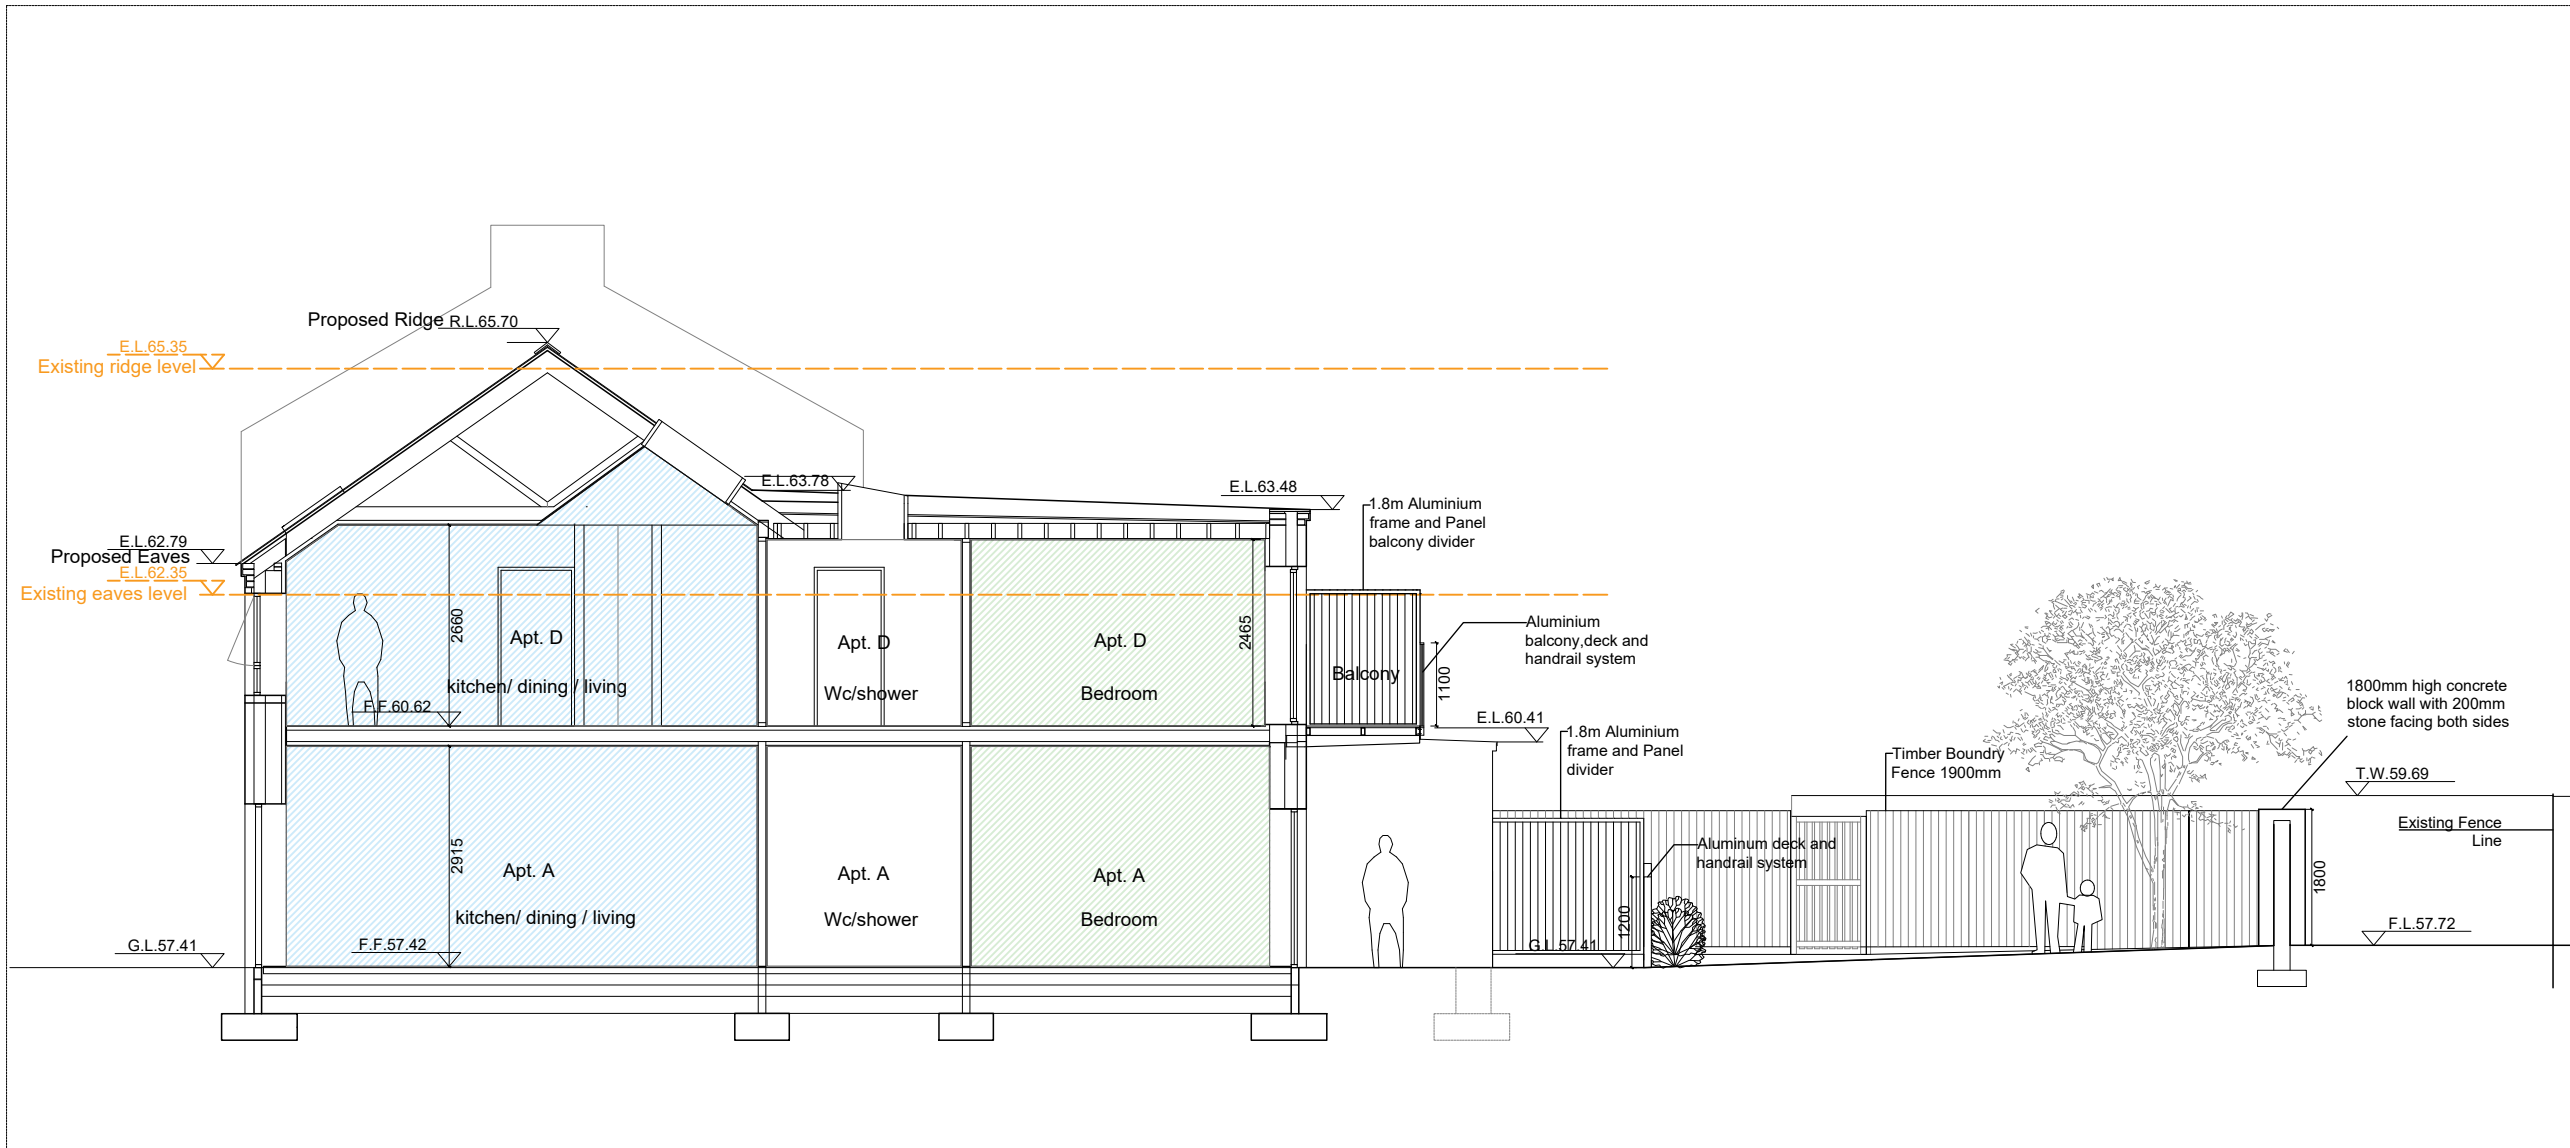 Proposed Ridge R.L.65.70
E.L.65.35
Existing ridge level
E.L.63.78
E.L.63.48
1.8m Aluminium
frame and Panel
balcony divider
E.L.62.79
Proposed Eaves
E.L.62.35
Existing eaves level
2660
Apt. D
kitchen/ dining / living
F.F.60.62
Apt. D
Wc/shower
Apt. D
Bedroom
2465
Balcony
1100
Aluminium
balcony,deck and
handrail system
E.L.60.41
1.8m Aluminium
frame and Panel
divider
Timber Boundry
Fence 1900mm
1800mm high concrete
block wall with 200mm
stone facing both sides
T.W.59.69
Existing Fence
Line
1800
F.L.57.72
Aluminum deck and
handrail system
1200
G.L.57.41
2915
Apt. A
kitchen/ dining / living
F.F.57.42
Apt. A
Wc/shower
Apt. A
Bedroom
G.L.57.41